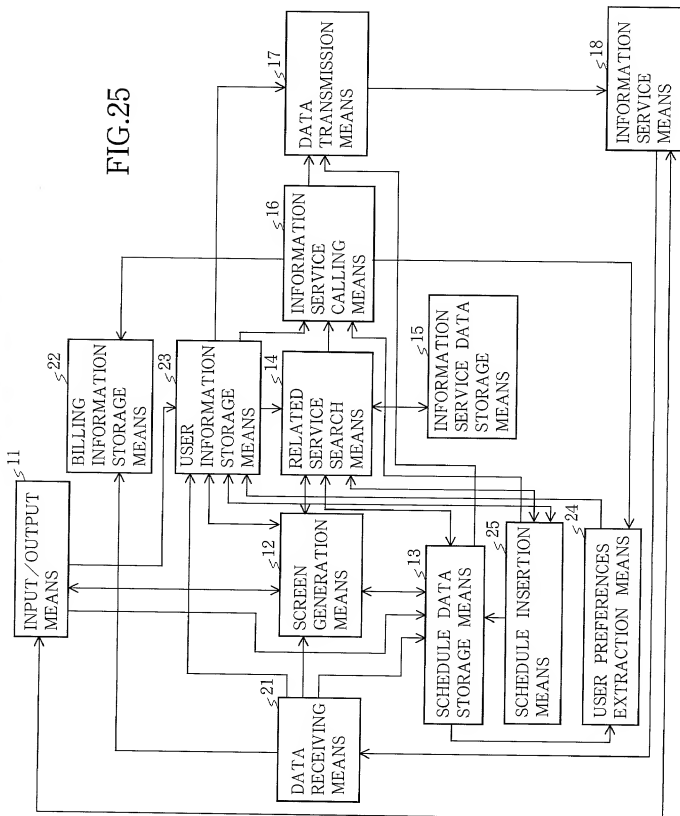 FIG.25
11
INPUT/OUTPUT
MEANS
22
BILLING
INFORMATION
STORAGE
MEANS
23
USER
INFORMATION
STORAGE
MEANS
17
DATA
TRANSMISSION
MEANS
16
INFORMATION
SERVICE
CALLING
MEANS
14
RELATED
SERVICE
SEARCH
MEANS
12
SCREEN
GENERATION
MEANS
21
DATA
RECEIVING
MEANS
15
INFORMATION
SERVICE DATA
STORAGE
MEANS
13
SCHEDULE DATA
STORAGE MEANS
25
SCHEDULE INSERTION
MEANS
24
USER PREFERENCES
EXTRACTION MEANS
18
INFORMATION
SERVICE
MEANS